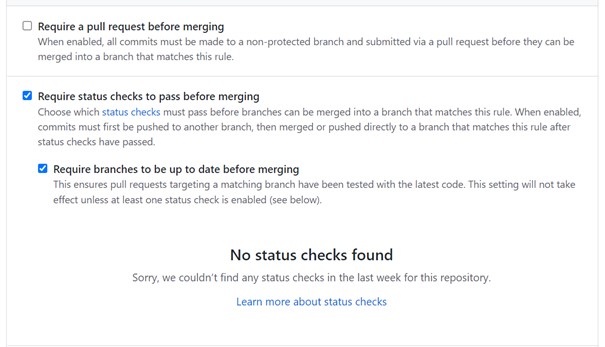 Require a pull request before merging
When enabled, all commits must be made to a non-protected branch and submitted via a pull request before they can be
merged into a branch that matches this rule.
Require status checks to pass before merging
Choose which status checks must pass before branches can be merged into a branch that matches this rule. When enabled,
commits must first be pushed to another branch, then merged or pushed directly to a branch that matches this rule after
status checks have passed.
Require branches to be up to date before merging
This ensures pull requests targeting a matching branch have been tested with the latest code. This setting will not take
effect unless at least one status check is enabled (see below).
No status checks found
Sorry, we couldn't find any status checks in the last week for this repository.
Learn more about status checks